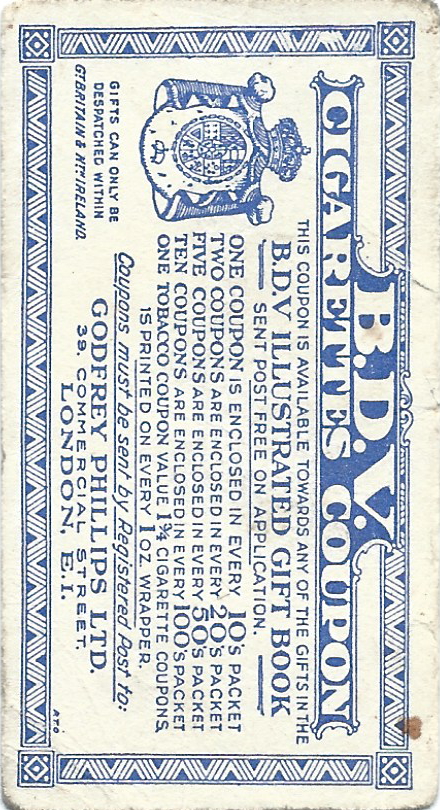 B.D.V.
CIGARETTES COUPON
THIS COUPON IS AVAILABLE TOWARDS ANY OF THE GIFTS IN THE
B.D.V ILLUSTRATED GIFT BOOK
SENT POST FREE ON APPLICATION.
ONE COUPON IS ENCLOSED IN EVERY 10's PACKET
TWO COUPONS ARE ENCLOSED IN EVERY 20's PACKET
FIVE COUPONS ARE ENCLOSED IN EVERY 50's PACKET
TEN COUPONS ARE ENCLOSED IN EVERY 100's PACKET
ONE TOBACCO COUPON VALUE 1¾ CIGARETTE COUPONS,
IS PRINTED ON EVERY 1 OZ. WRAPPER.
Coupons must be sent by Registered Post to:
GODFREY PHILLIPS LTD.
39, COMMERCIAL STREET,
LONDON, E.1.
GIFTS CAN ONLY BE
DESPATCHED WITHIN
GT. BRITAIN & NTH. IRELAND.